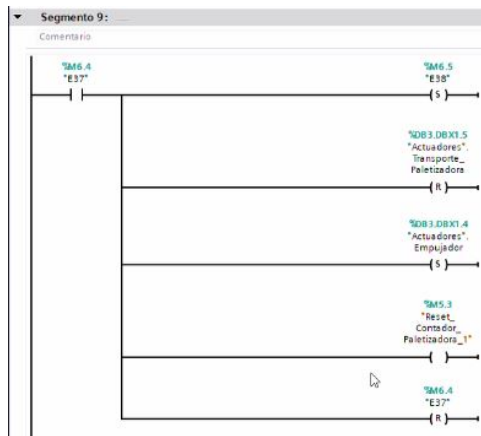 Segmento 9:
Comentario
%M6.4
"E37"
%M6.5
"E38"
( S )
%DB3.DBX1.5
"Actuadores".
Transporte_
Paletizadora
( R )
%DB3.DBX1.4
"Actuadores".
Empujador
( S )
%M5.3
"Reset_
Contador_
Paletizadora_1"
( )
%M6.4
"E37"
( R )